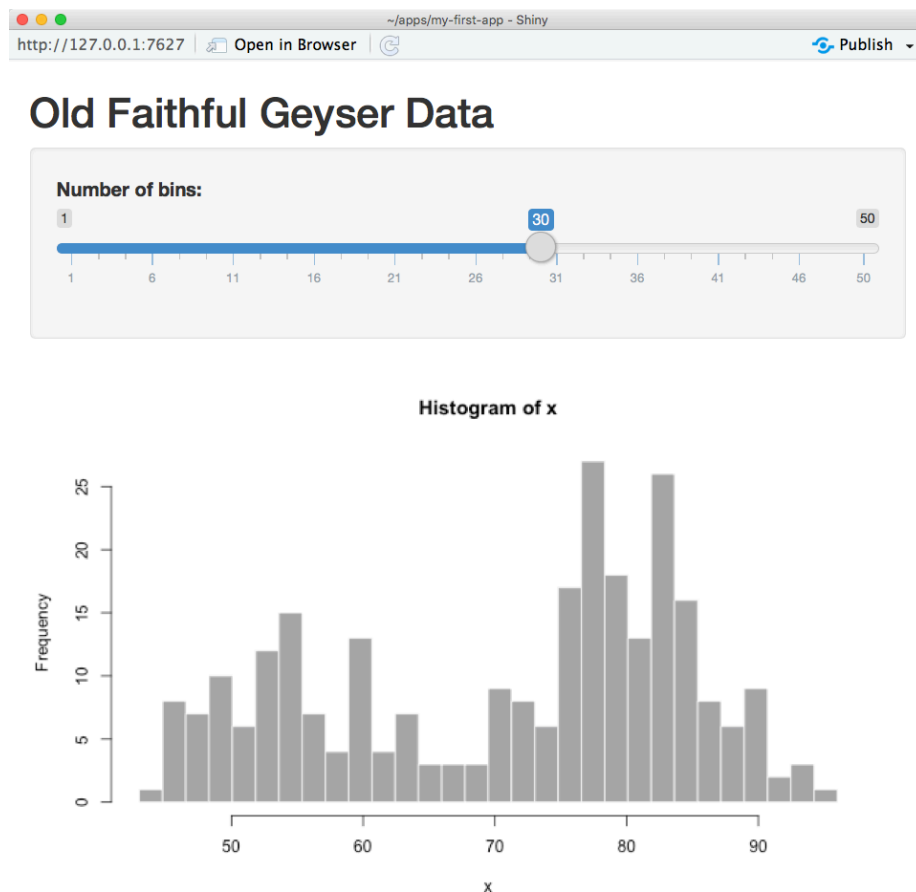 ~/apps/my-first-app - Shiny
http://127.0.0.1:7627 Open in Browser Publish
Old Faithful Geyser Data
Number of bins:
1 30 50
1 6 11 16 21 26 31 36 41 46 50
Histogram of x
Frequency
25
20
15
10
5
0
50 60 70 80 90
x